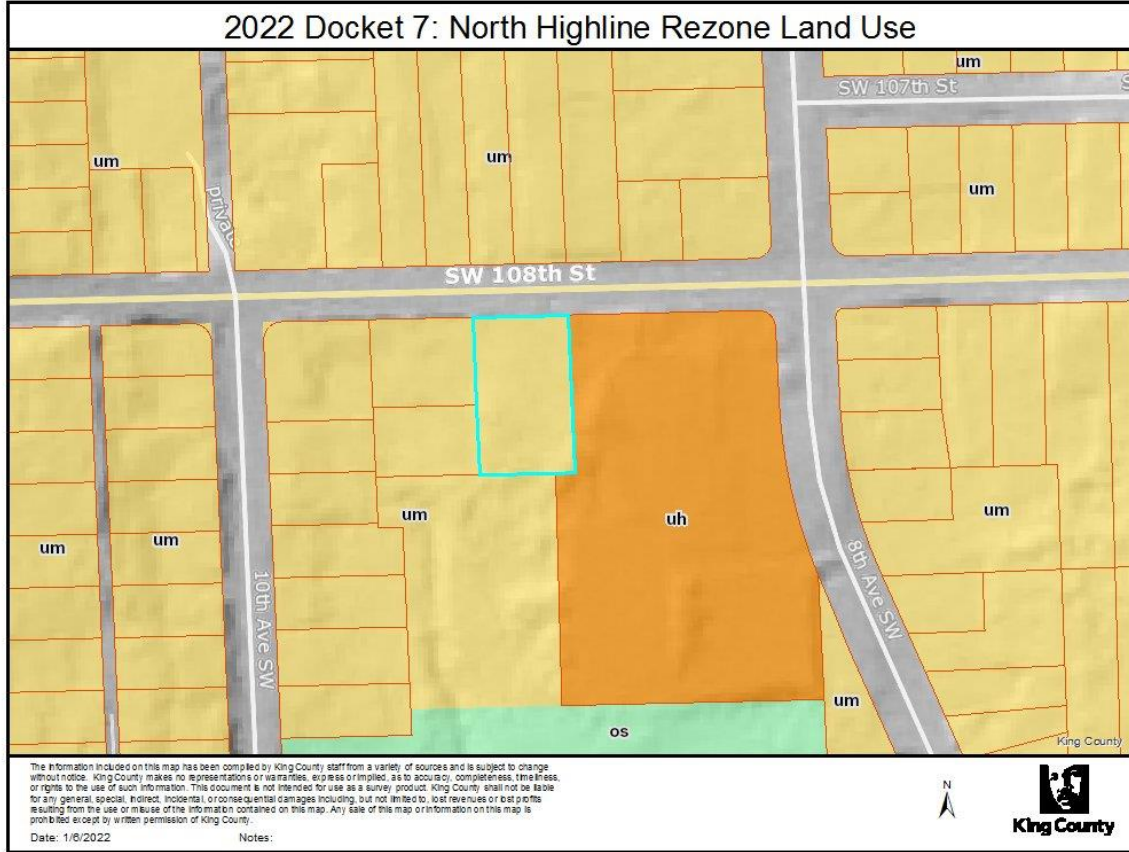 2022 Docket 7: North Highline Rezone Land Use
um
SW 107th St
S
um
um
um
private
SW 108th St
um
uh
um
um
um
10th Ave SW
8th Ave SW
um
os
King County
The information included on this map has been compiled by King County staff from a variety of sources and is subject to change
without notice. King County makes no representations or warranties, express or implied, as to accuracy, completeness, timeliness,
or rights to the use of such information. This document is not intended for use as a survey product. King County shall not be liable
for any general, special, indirect, incidental, or consequential damages including, but not limited to, lost revenues or lost profits
resulting from the use or misuse of the information contained on this map. Any sale of this map or information on this map is
prohibited except by written permission of King County.
Date: 1/6/2022 Notes:
N
King County